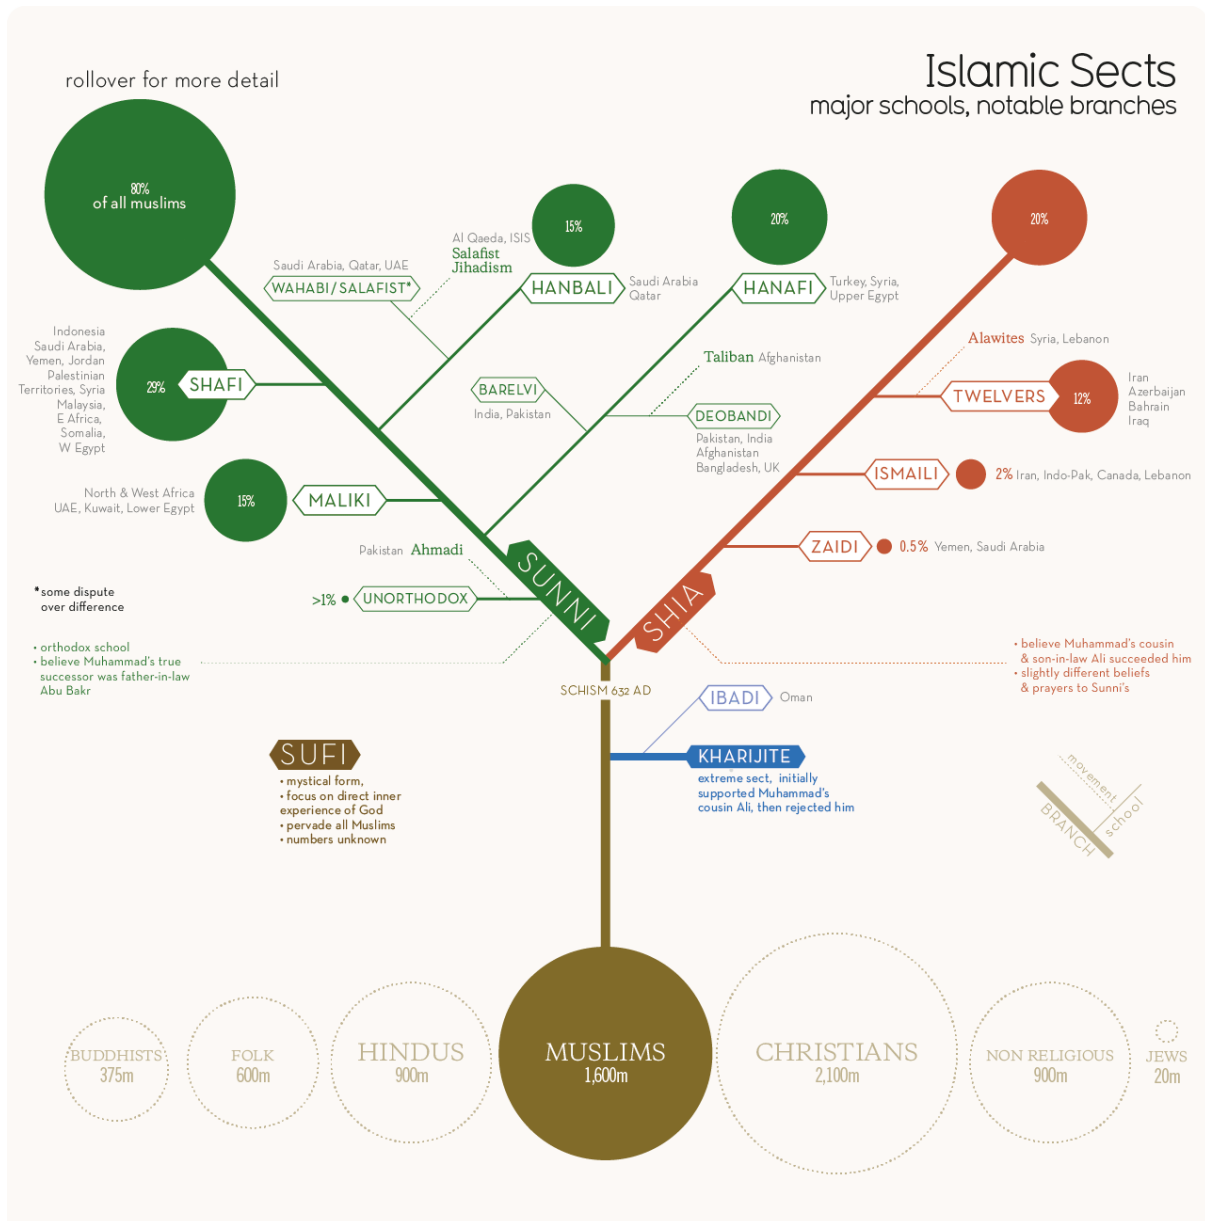 rollover for more detail
Islamic Sects
major schools, notable branches
80%
of all muslims
Al Qaeda, ISIS
Salafist
Jihadism
15%
20%
20%
Saudi Arabia, Qatar, UAE
WAHABI/SALAFIST*
HANBALI
Saudi Arabia
Qatar
HANAFI
Turkey, Syria,
Upper Egypt
Indonesia
Saudi Arabia,
Yemen, Jordan
Palestinian
Territories, Syria
Malaysia,
E Africa,
Somalia,
W Egypt
29%
SHAFI
Taliban Afghanistan
BARELVI
India, Pakistan
DEOBANDI
Pakistan, India
Afghanistan
Bangladesh, UK
Alawites Syria, Lebanon
TWELVERS
12%
Iran
Azerbaijan
Bahrain
Iraq
North & West Africa
UAE, Kuwait, Lower Egypt
15%
MALIKI
ISMAILI
2% Iran, Indo-Pak, Canada, Lebanon
Pakistan Ahmadi
ZAIDI
0.5% Yemen, Saudi Arabia
SUNNI
SHIA
*some dispute
over difference
>1%
UNORTHODOX
• orthodox school
• believe Muhammad's true
successor was father-in-law
Abu Bakr
• believe Muhammad's cousin
& son-in-law Ali succeeded him
• slightly different beliefs
& prayers to Sunni's
SCHISM 632 AD
IBADI
Oman
SUFI
• mystical form,
• focus on direct inner
experience of God
• pervade all Muslims
• numbers unknown
KHARIJITE
extreme sect, initially
supported Muhammad's
cousin Ali, then rejected him
movement
BRANCH
school
BUDDHISTS
375m
FOLK
600m
HINDUS
900m
MUSLIMS
1,600m
CHRISTIANS
2,100m
NON RELIGIOUS
900m
JEWS
20m